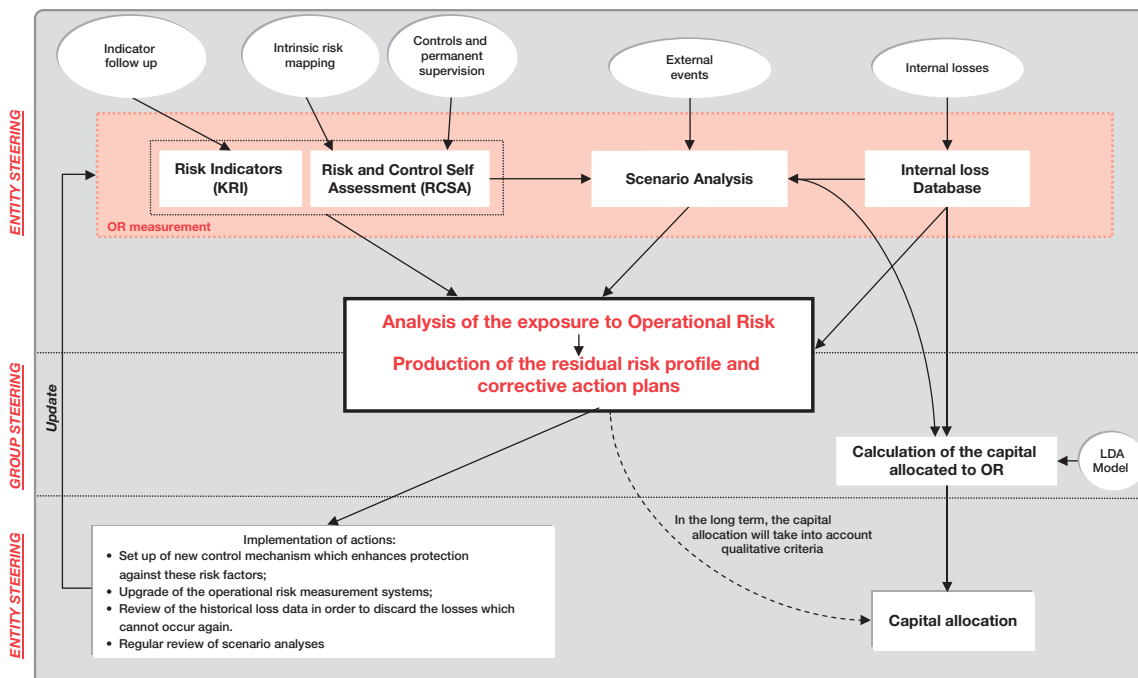 Indicator
follow up
Intrinsic risk
mapping
Controls and
permanent
supervision
External
events
Internal losses
ENTITY STEERING
Risk Indicators
(KRI)
Risk and Control Self
Assessment (RCSA)
Scenario Analysis
Internal loss
Database
OR measurement
Analysis of the exposure to Operational Risk
Production of the residual risk profile and
corrective action plans
GROUP STEERING
Update
Calculation of the capital
allocated to OR
LDA
Model
ENTITY STEERING
Implementation of actions:
• Set up of new control mechanism which enhances protection
against these risk factors;
• Upgrade of the operational risk measurement systems;
• Review of the historical loss data in order to discard the losses which
cannot occur again.
• Regular review of scenario analyses
In the long term, the capital
allocation will take into account
qualitative criteria
Capital allocation